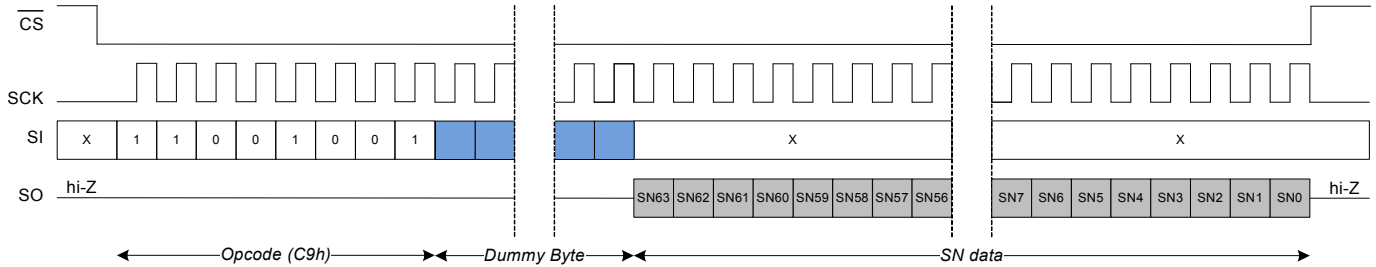 CS
SCK
SI X 1 1 0 0 1 0 0 1 X X
SO hi-Z SN63 SN62 SN61 SN60 SN59 SN58 SN57 SN56 SN7 SN6 SN5 SN4 SN3 SN2 SN1 SN0 hi-Z
Opcode (C9h) Dummy Byte SN data